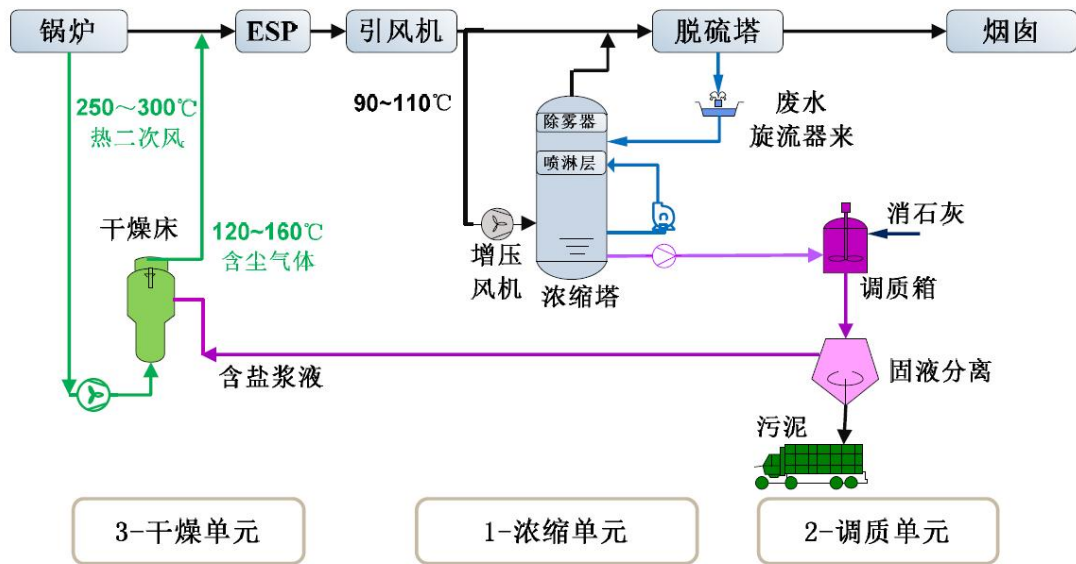 锅炉
ESP
引风机
脱硫塔
烟囱
250～300℃
热二次风
90~110℃
除雾器
喷淋层
废水
旋流器来
干燥床
120~160℃
含尘气体
增压
风机
浓缩塔
消石灰
调质箱
含盐浆液
固液分离
污泥
3-干燥单元
1-浓缩单元
2-调质单元